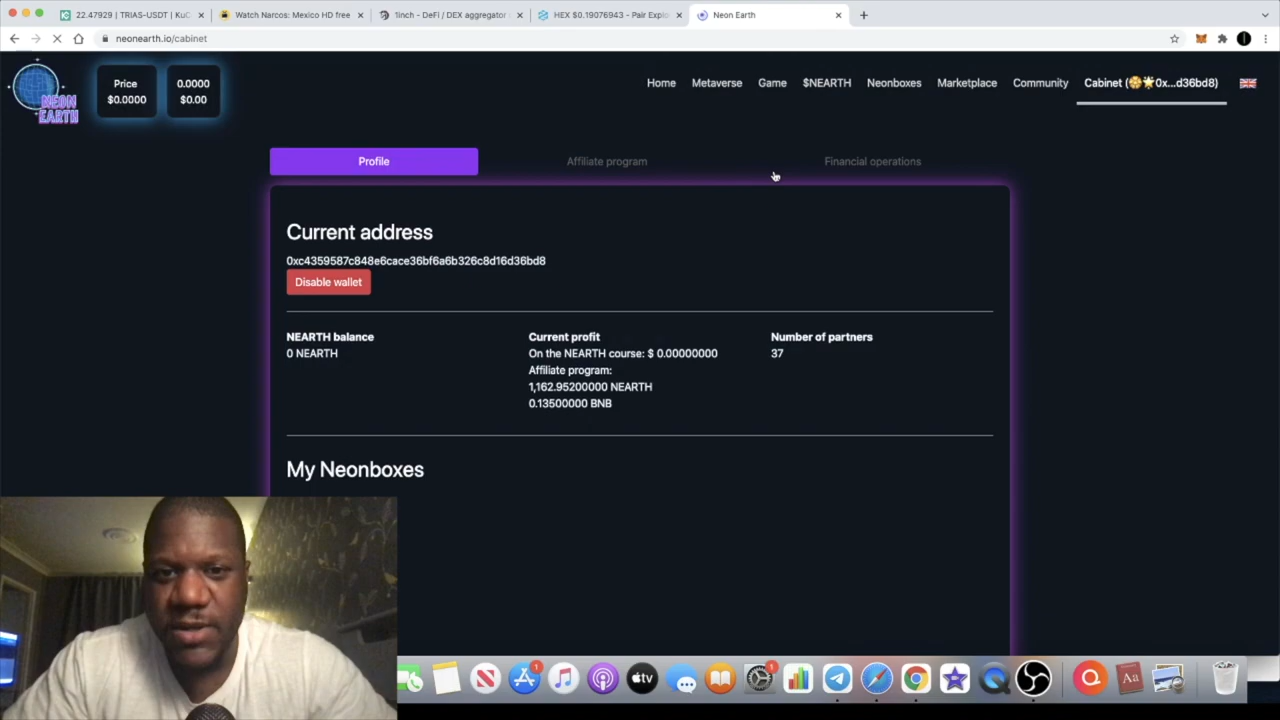 22.47929 | TRIAS-USDT | KuC
Watch Narcos: Mexico HD free
1inch - DeFi / DEX aggregator
HEX $0.19076943 - Pair Explo
Neon Earth
neonearth.io/cabinet
NEON
EARTH
Price
$0.0000
0.0000
$0.00
Home
Metaverse
Game
$NEARTH
Neonboxes
Marketplace
Community
Cabinet (0x...d36bd8)
Profile
Affiliate program
Financial operations
Current address
0xc4359587c848e6cace36bf6a6b326c8d16d36bd8
Disable wallet
NEARTH balance
0 NEARTH
Current profit
On the NEARTH course: $ 0.00000000
Affiliate program:
1,162.95200000 NEARTH
0.13500000 BNB
Number of partners
37
My Neonboxes
1
tv
1
Aa